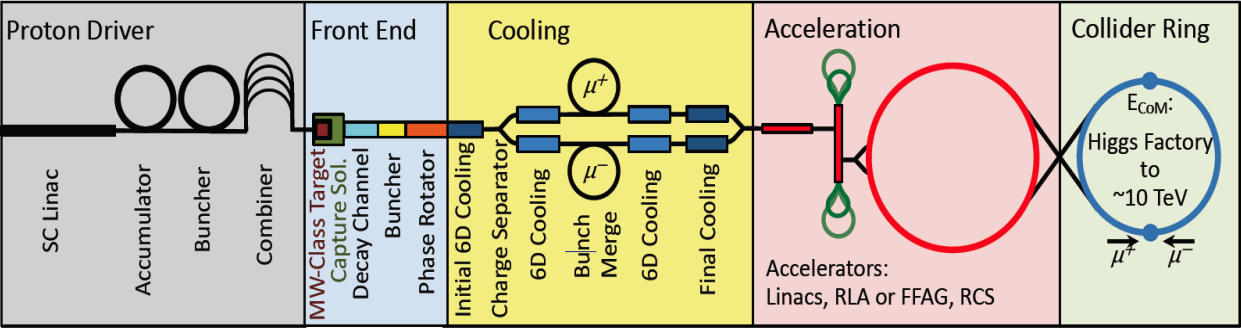 Proton Driver
Front End
Cooling
Acceleration
Collider Ring
SC Linac
Accumulator
Buncher
Combiner
MW-Class Target
Capture Sol.
Decay Channel
Buncher
Phase Rotator
Initial 6D Cooling
Charge Separator
6D Cooling
Bunch
Merge
6D Cooling
Final Cooling
μ+
μ−
Accelerators:
Linacs, RLA or FFAG, RCS
ECoM:
Higgs Factory
to
~10 TeV
μ+
μ−